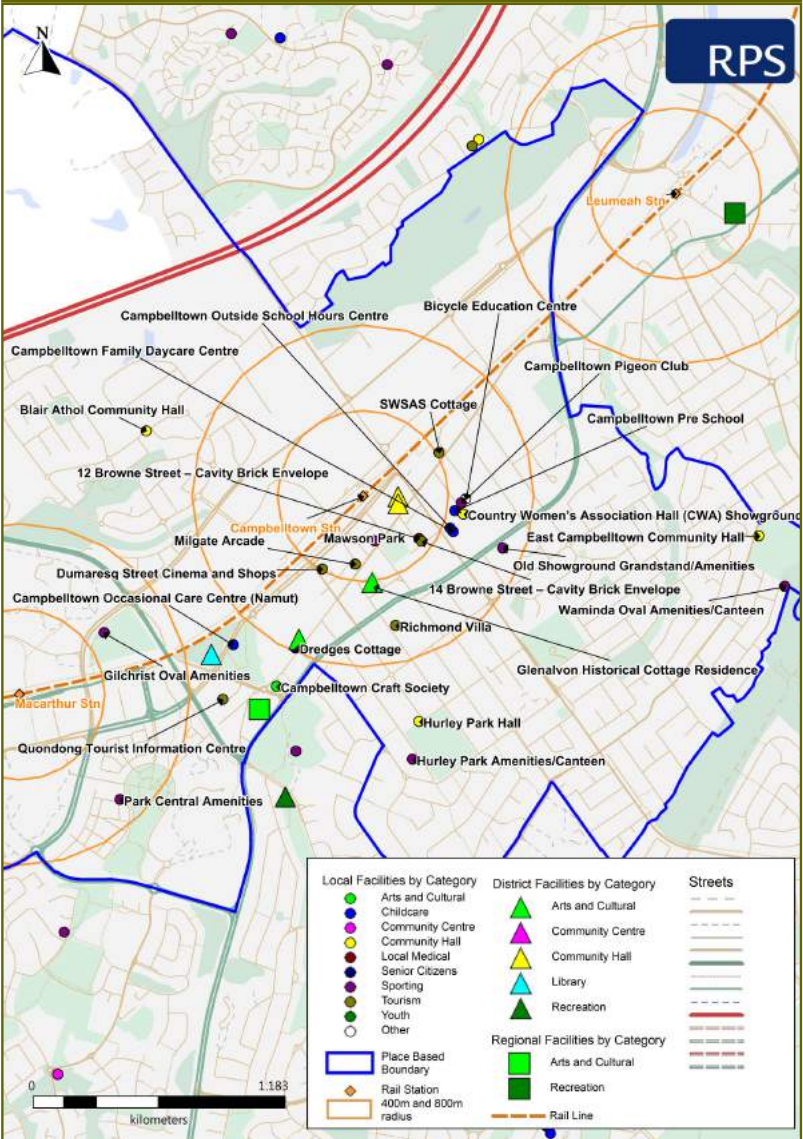 N
RPS
Leumeah Stn
Campbelltown Outside School Hours Centre
Bicycle Education Centre
Campbelltown Family Daycare Centre
Campbelltown Pigeon Club
Blair Athol Community Hall
SWSAS Cottage
Campbelltown Pre School
12 Browne Street – Cavity Brick Envelope
Campbelltown Stn
Country Women's Association Hall (CWA) Showground
Milgate Arcade
Mawson Park
East Campbelltown Community Hall
Old Showground Grandstand/Amenities
Dumaresq Street Cinema and Shops
14 Browne Street – Cavity Brick Envelope
Campbelltown Occasional Care Centre (Namut)
Waminda Oval Amenities/Canteen
Richmond Villa
Dredges Cottage
Glenalvon Historical Cottage Residence
Gilchrist Oval Amenities
Campbelltown Craft Society
Macarthur Stn
Hurley Park Hall
Quondong Tourist Information Centre
Hurley Park Amenities/Canteen
Park Central Amenities
Local Facilities by Category
Arts and Cultural
Childcare
Community Centre
Community Hall
Local Medical
Senior Citizens
Sporting
Tourism
Youth
Other
Place Based
Boundary
Rail Station
400m and 800m
radius
District Facilities by Category
Arts and Cultural
Community Centre
Community Hall
Library
Recreation
Regional Facilities by Category
Arts and Cultural
Recreation
Rail Line
Streets
0
1.183
kilometers